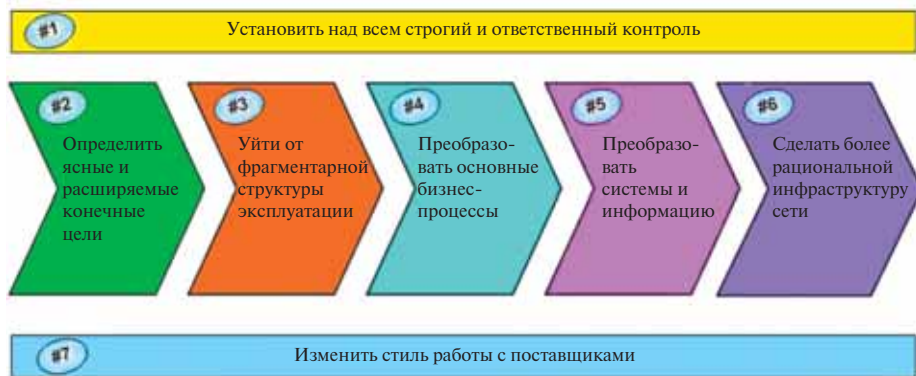 #1
Установить над всем строгий и ответственный контроль
#2
Определить
ясные и
расширяемые
конечные
цели
#3
Уйти от
фрагментарной
структуры
эксплуатации
#4
Преобразо-
вать основные
бизнес-
процессы
#5
Преобразо-
вать
системы и
информацию
#6
Сделать более
рациональной
инфраструктуру
сети
#7
Изменить стиль работы с поставщиками